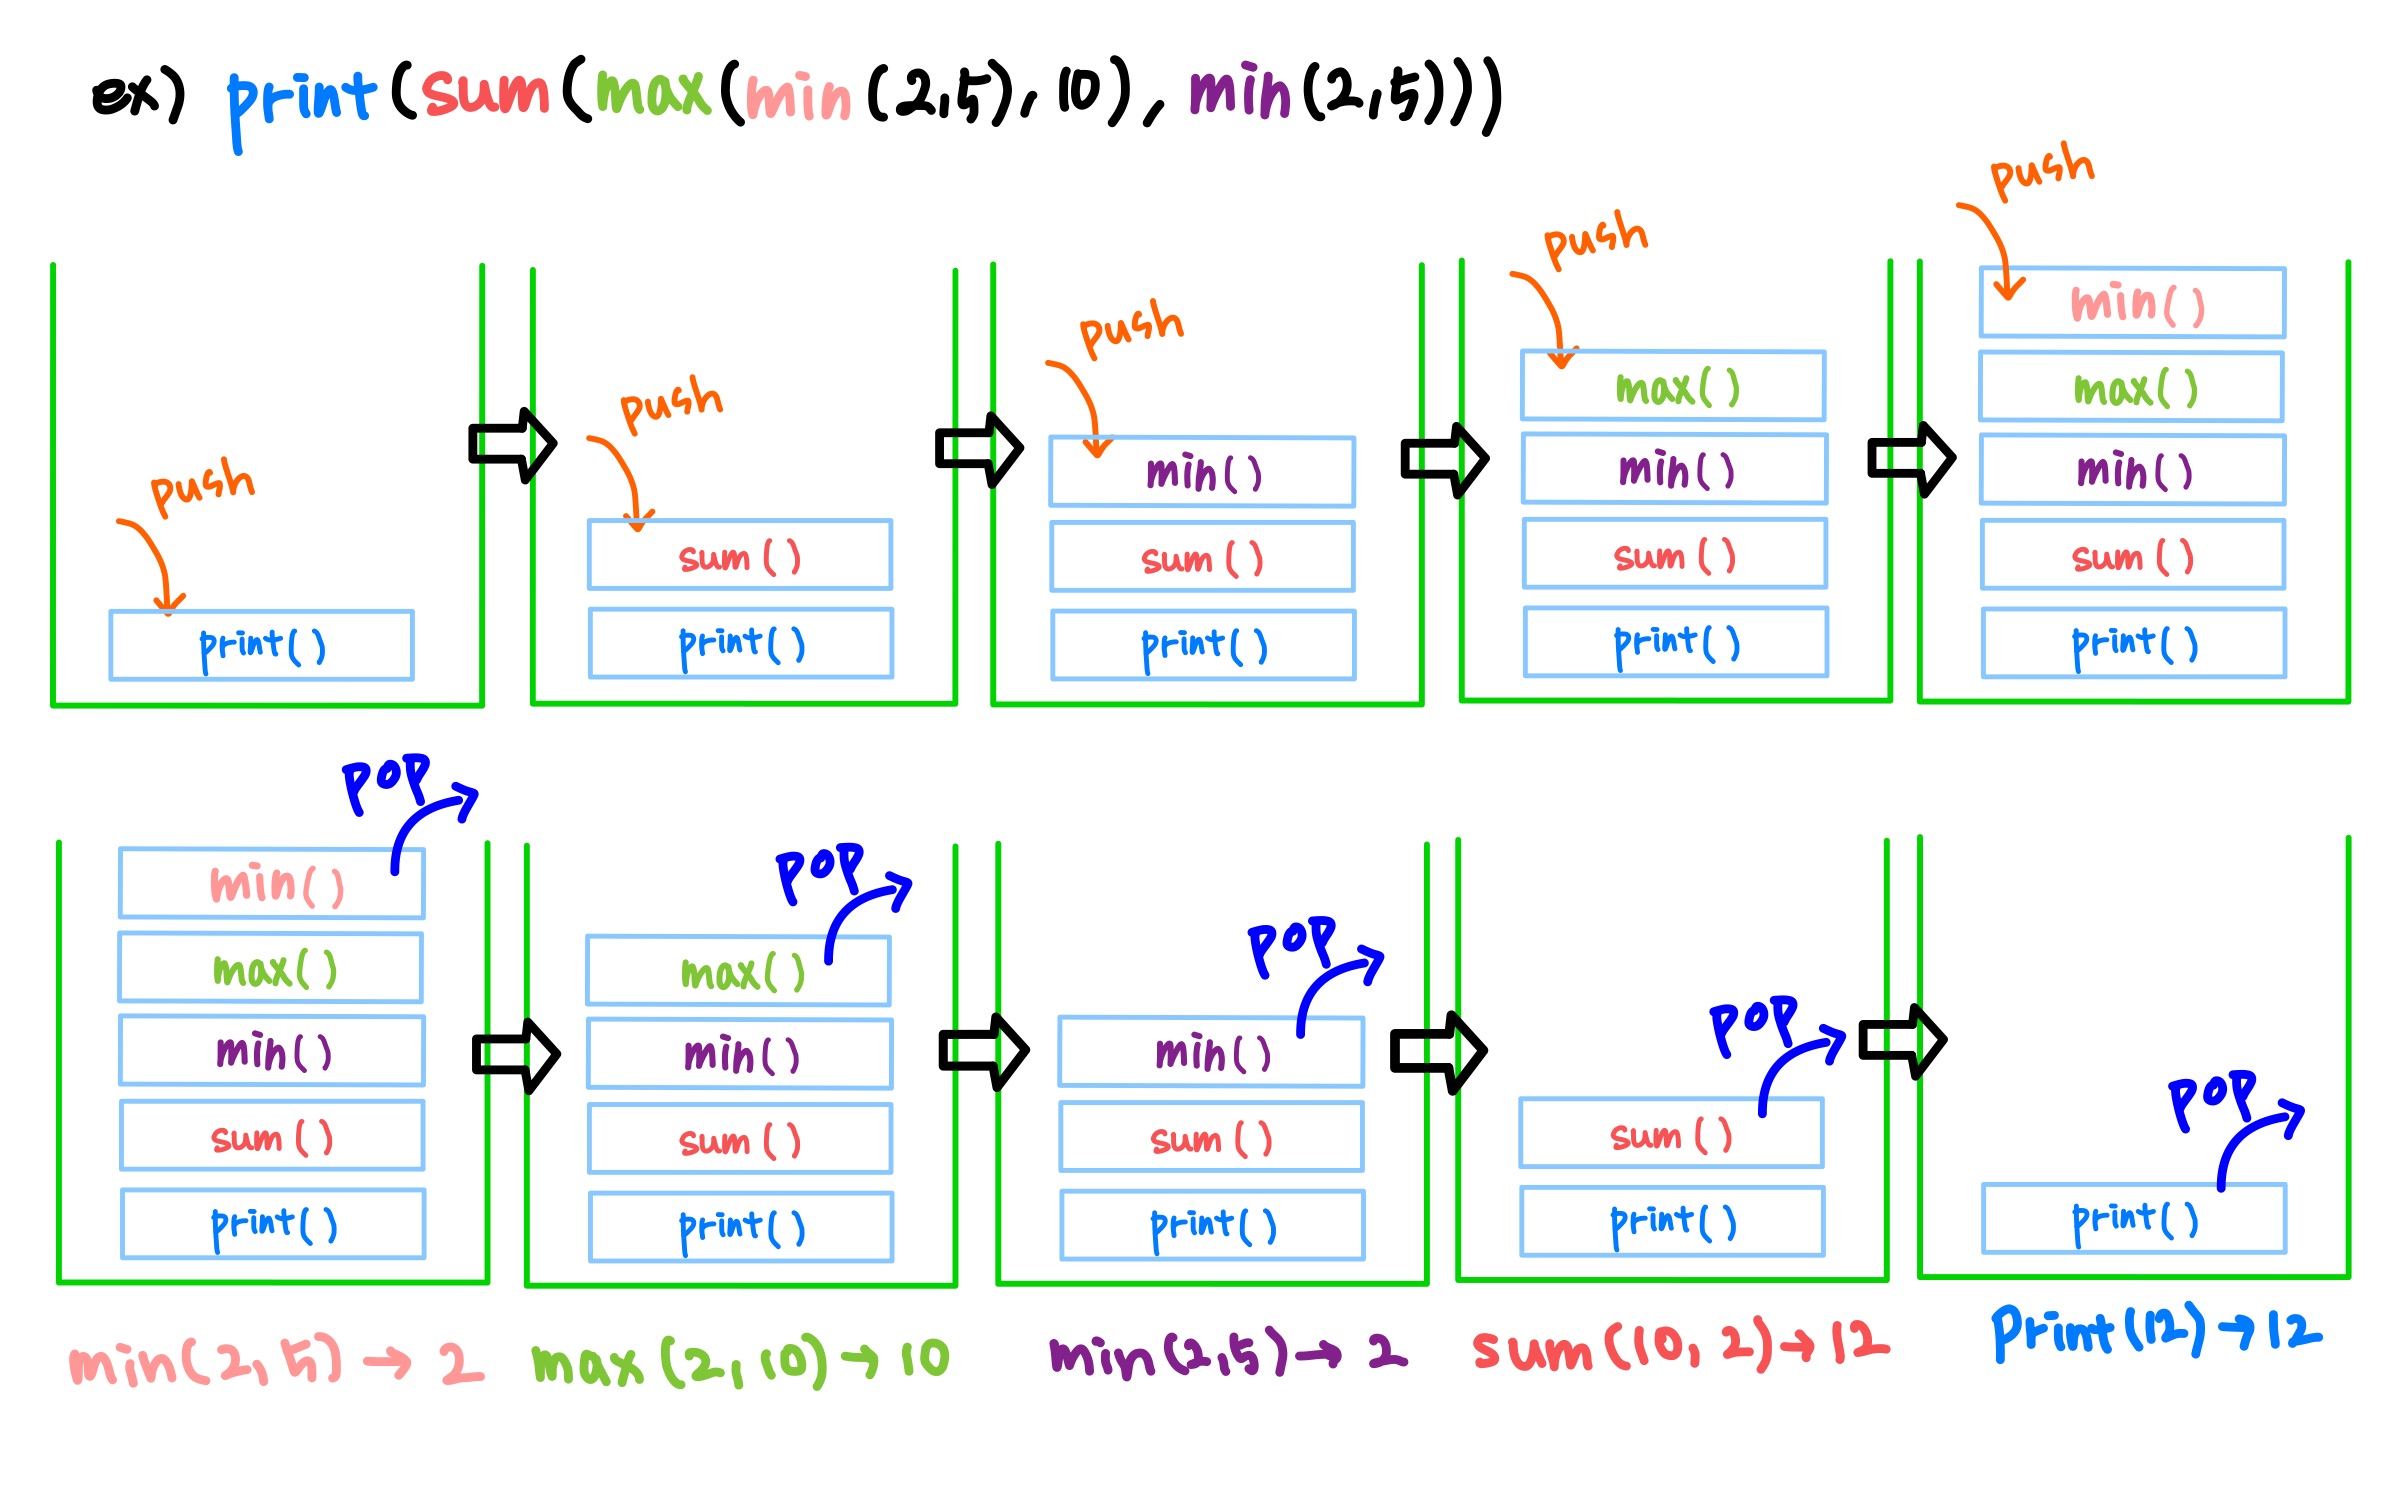 ex) print(sum(max(min(2,5),10), min(2,5)))
push
print()
push
sum()
print()
push
min()
sum()
print()
push
max()
min()
sum()
print()
push
min()
max()
min()
sum()
print()
POP
min()
max()
min()
sum()
print()
min(2,5) → 2
POP
max()
min()
sum()
print()
max(2,10) → 10
POP
min()
sum()
print()
min(2,5) → 2
POP
sum()
print()
sum(10,2) → 12
POP
print()
Print(12) → 12